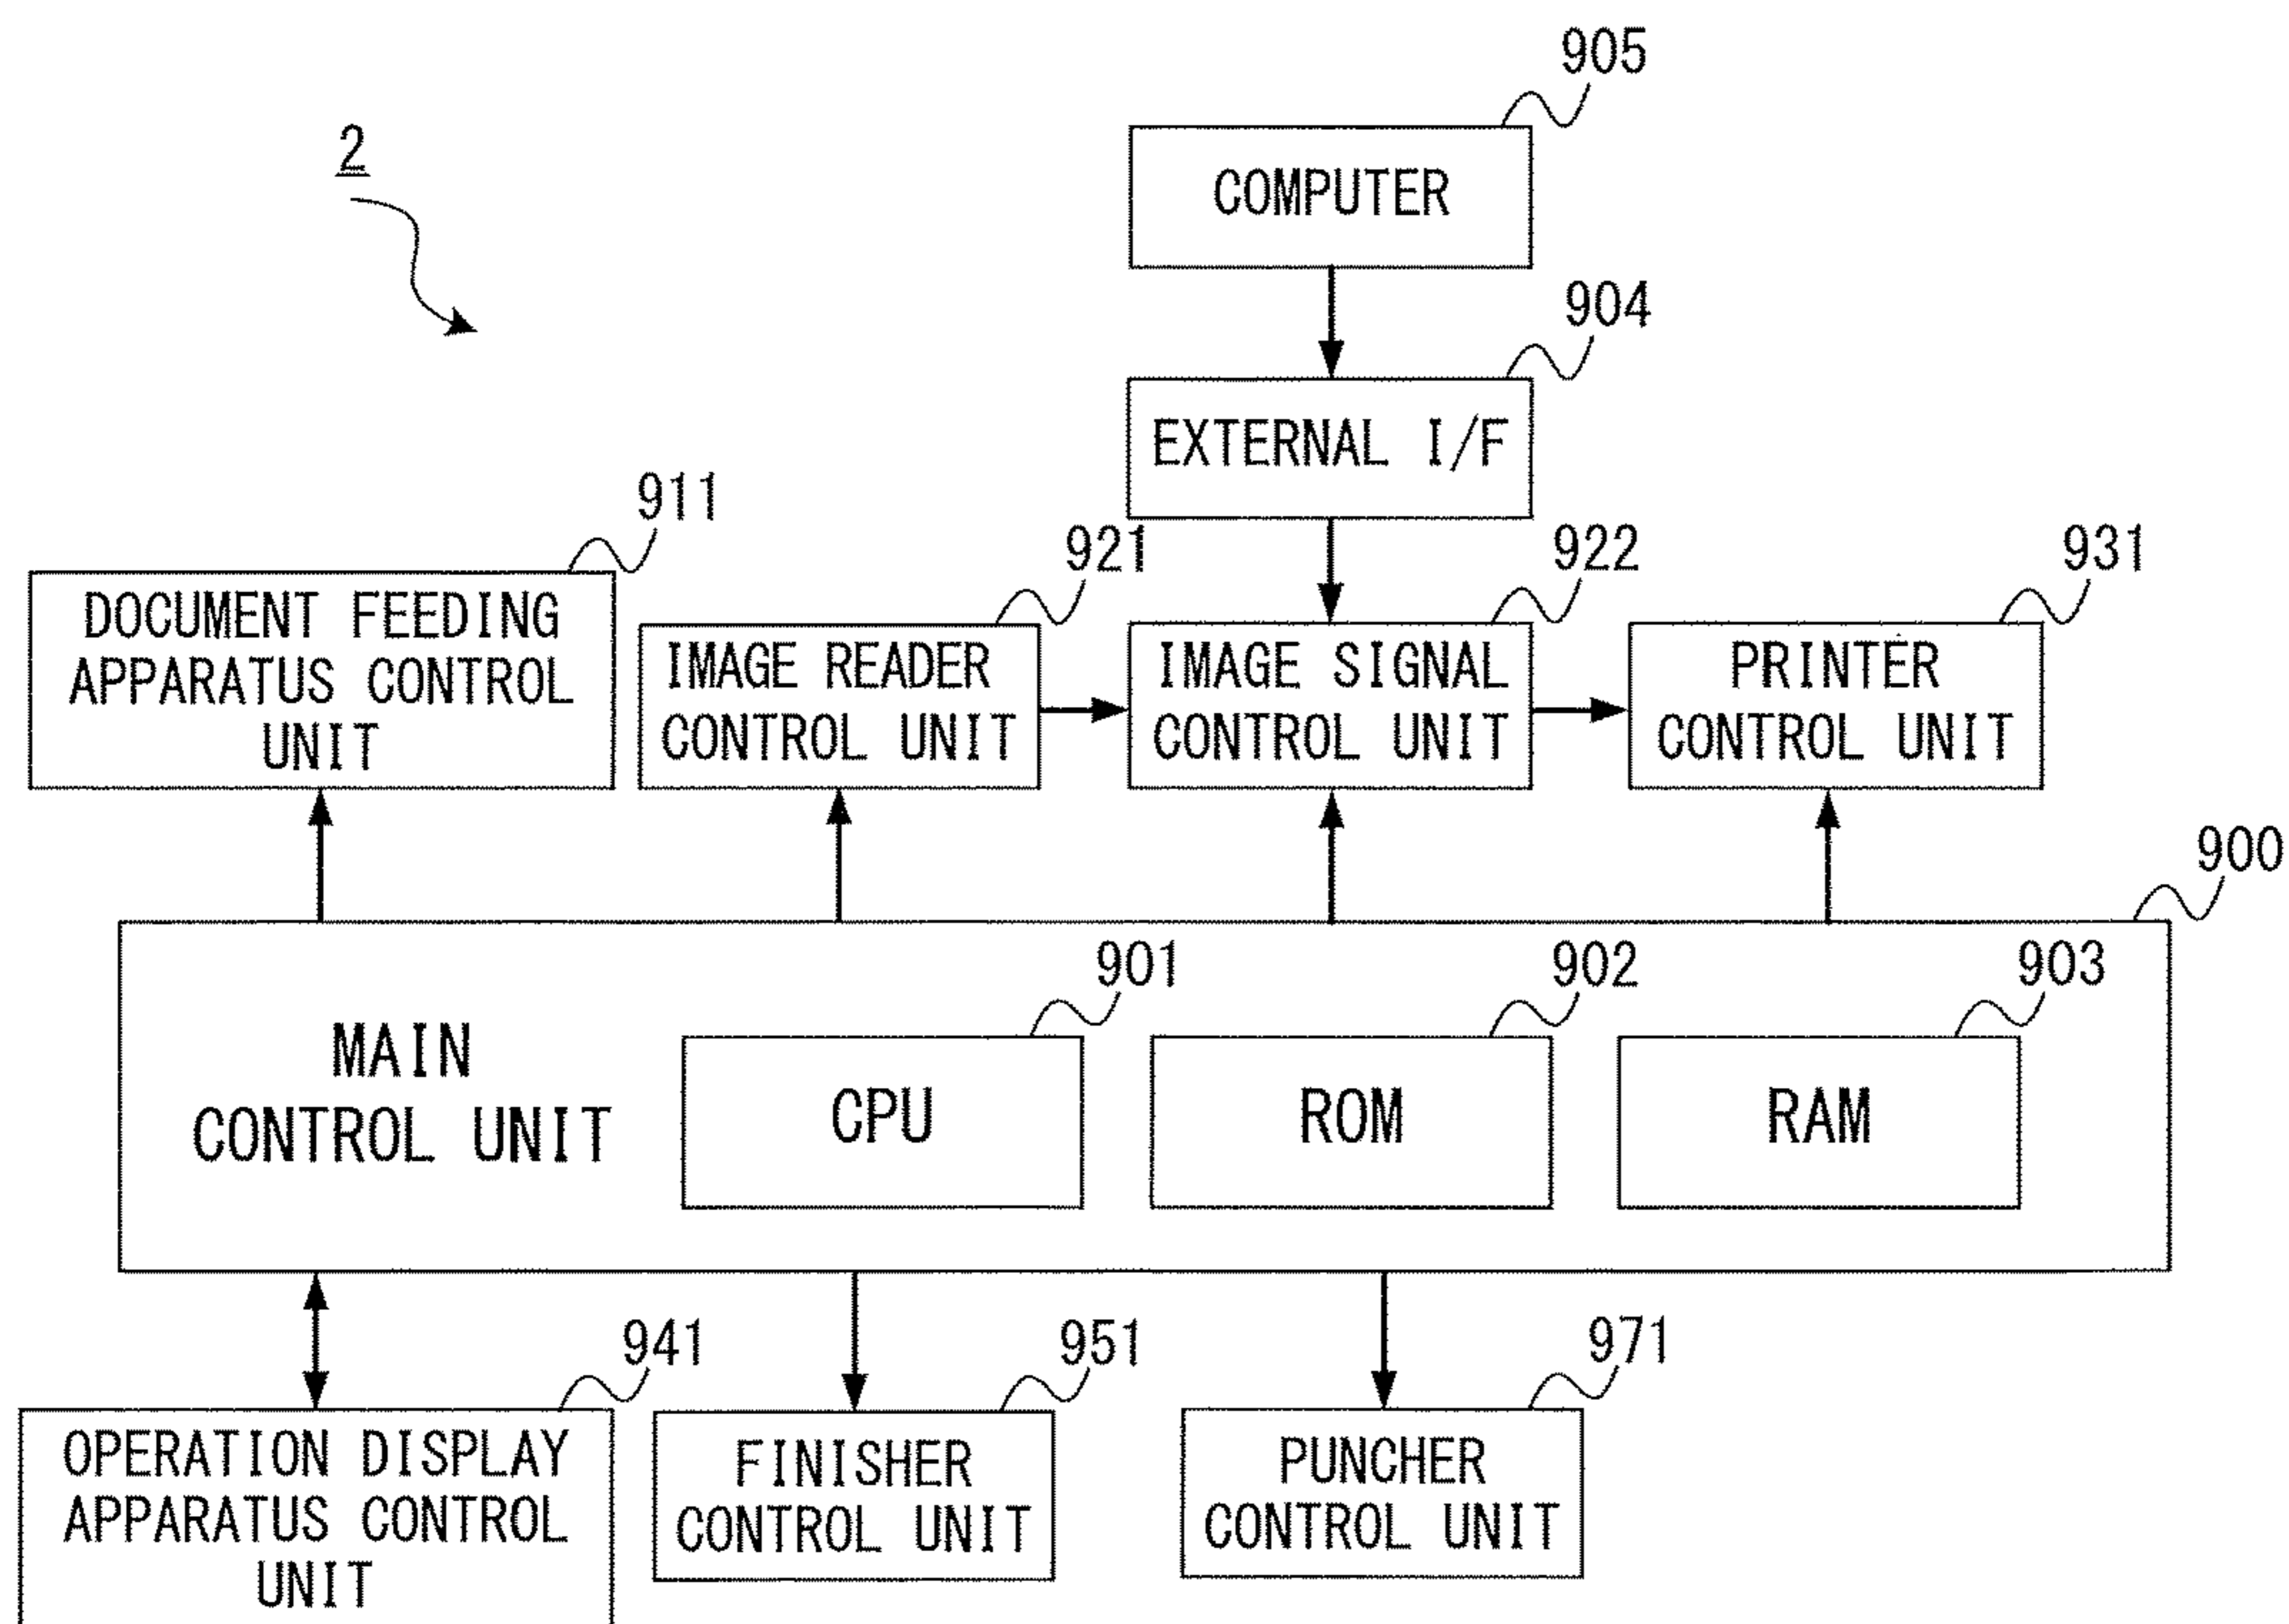 2
905
COMPUTER
904
EXTERNAL I/F
911
DOCUMENT FEEDING
APPARATUS CONTROL
UNIT
921
IMAGE READER
CONTROL UNIT
922
IMAGE SIGNAL
CONTROL UNIT
931
PRINTER
CONTROL UNIT
900
MAIN
CONTROL UNIT
901
CPU
902
ROM
903
RAM
941
OPERATION DISPLAY
APPARATUS CONTROL
UNIT
951
FINISHER
CONTROL UNIT
971
PUNCHER
CONTROL UNIT